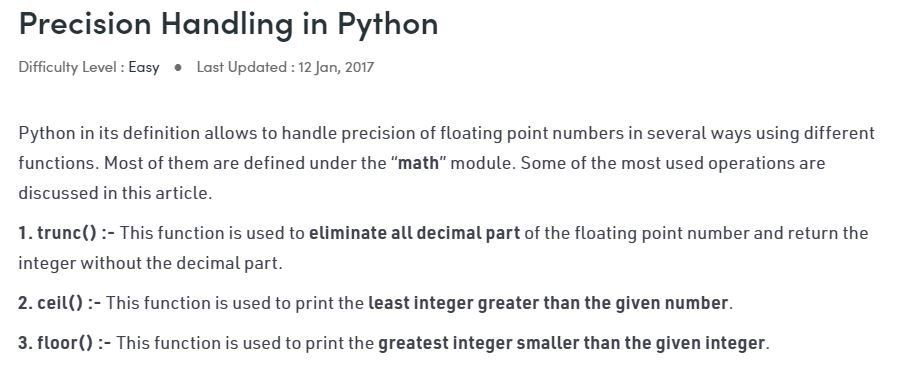 Precision Handling in Python
Difficulty Level : Easy ● Last Updated : 12 Jan, 2017
Python in its definition allows to handle precision of floating point numbers in several ways using different
functions. Most of them are defined under the “math” module. Some of the most used operations are
discussed in this article.
1. trunc() :- This function is used to eliminate all decimal part of the floating point number and return the
integer without the decimal part.
2. ceil() :- This function is used to print the least integer greater than the given number.
3. floor() :- This function is used to print the greatest integer smaller than the given integer.